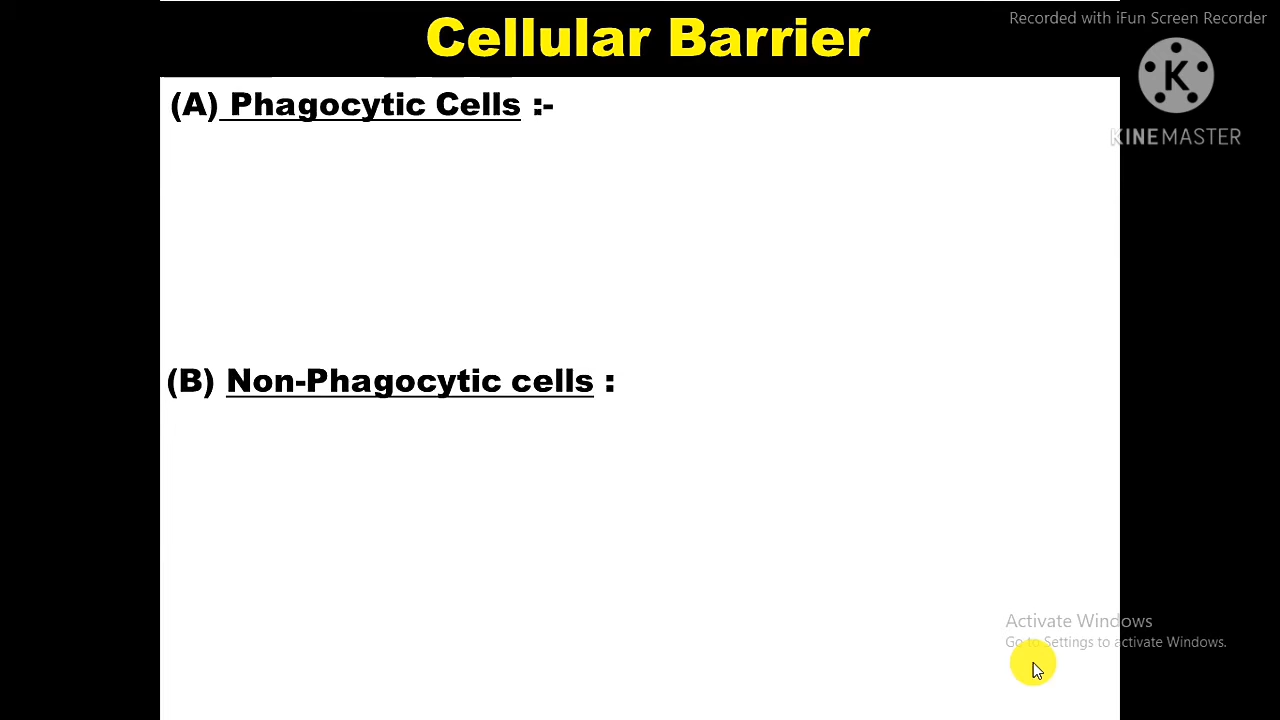 Recorded with iFun Screen Recorder
Cellular Barrier
K
KINEMASTER
(A) Phagocytic Cells :-
(B) Non-Phagocytic cells :
Activate Windows
Go to Settings to activate Windows.